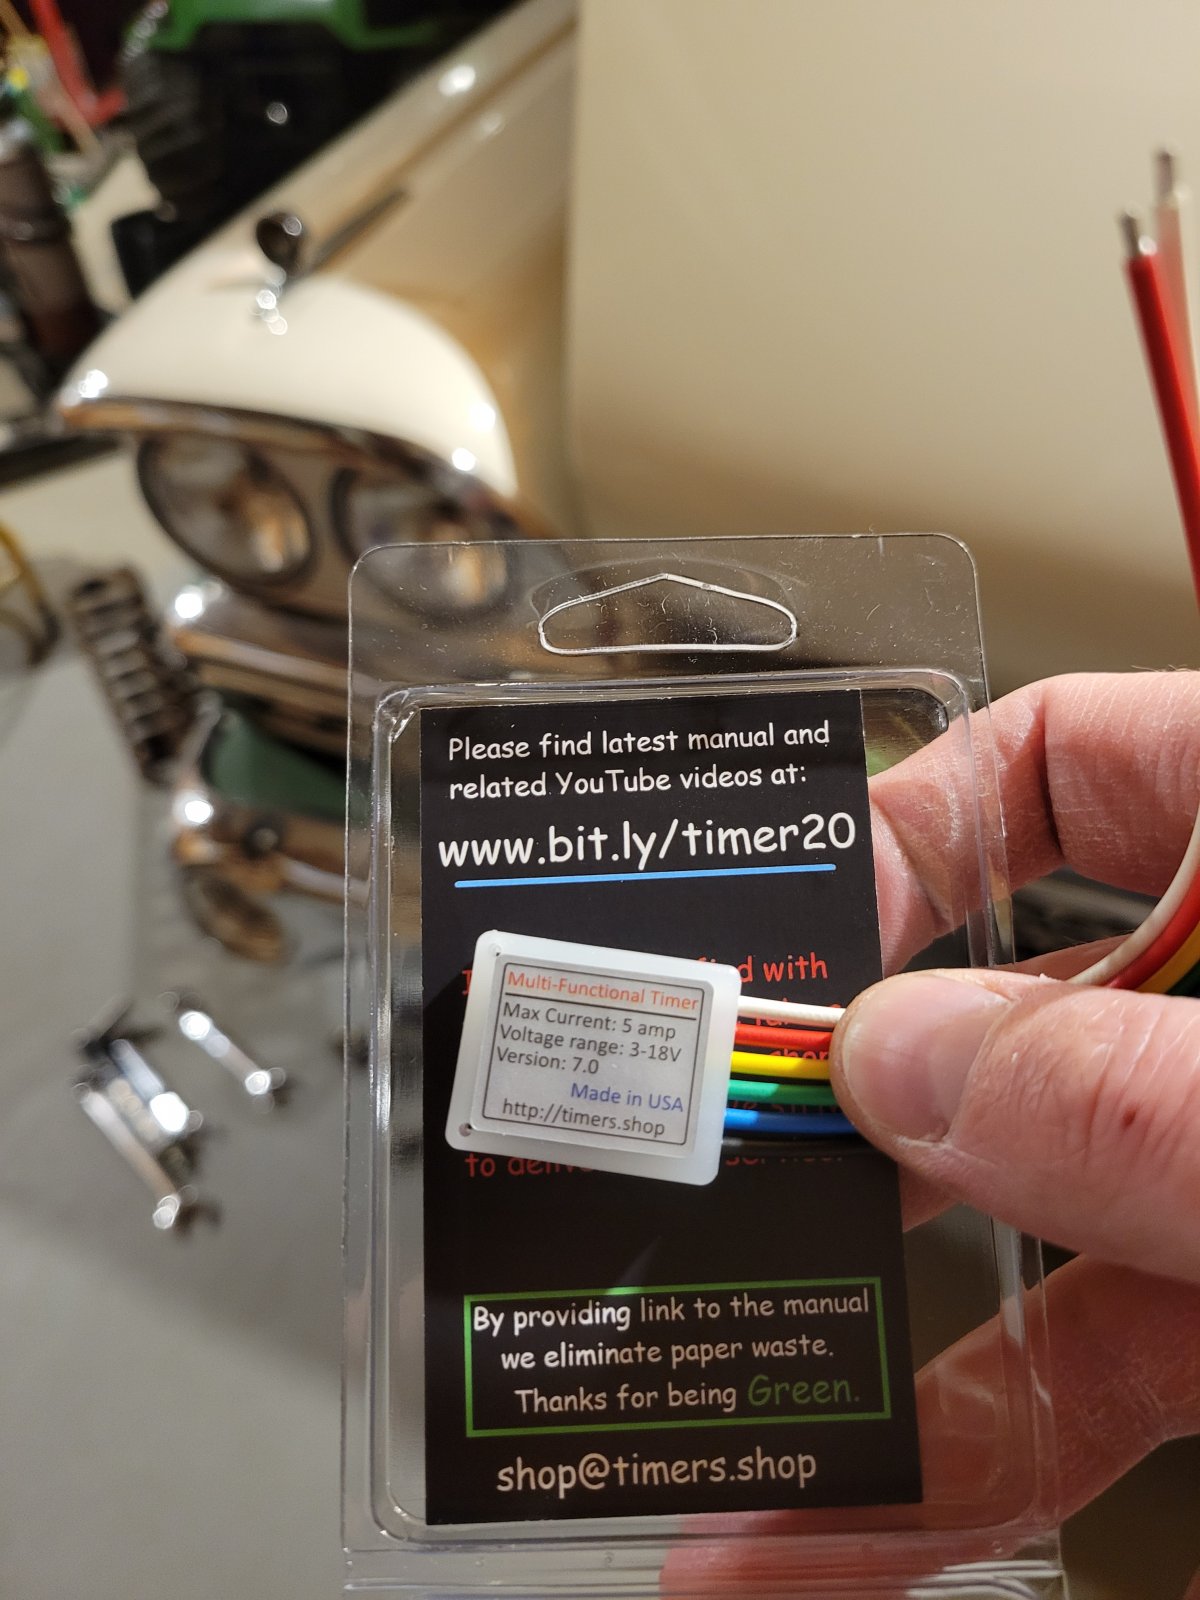 Please find latest manual and
related YouTube videos at:
www.bit.ly/timer20
with
Multi-Functional Timer
Max Current: 5 amp
Voltage range: 3-18V
Version: 7.0
Made in USA
http://timers.shop
to
By providing link to the manual
we eliminate paper waste.
Thanks for being Green.
shop@timers.shop